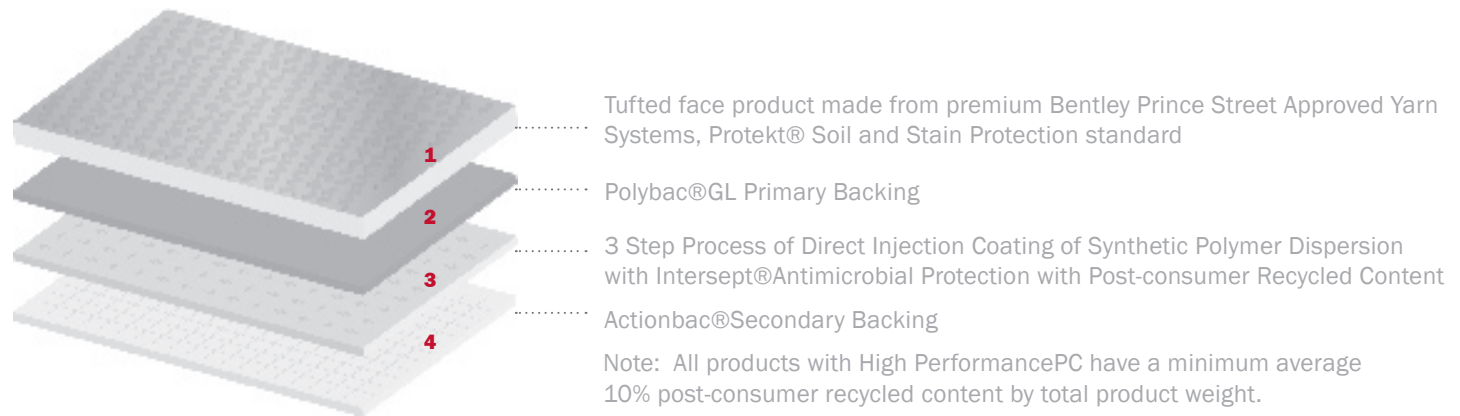 1
Tufted face product made from premium Bentley Prince Street Approved Yarn
Systems, Protekt® Soil and Stain Protection standard
2
Polybac®GL Primary Backing
3
3 Step Process of Direct Injection Coating of Synthetic Polymer Dispersion
with Intersept®Antimicrobial Protection with Post-consumer Recycled Content
4
Actionbac®Secondary Backing
Note: All products with High PerformancePC have a minimum average
10% post-consumer recycled content by total product weight.